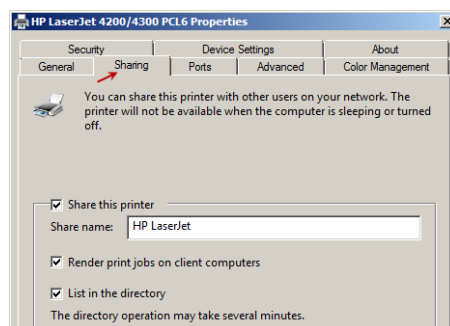 HP LaserJet 4200/4300 PCL6 Properties
Security Device Settings About
General Sharing Ports Advanced Color Management
You can share this printer with other users on your network. The
printer will not be available when the computer is sleeping or turned
off.
Share this printer
Share name: HP LaserJet
Render print jobs on client computers
List in the directory
The directory operation may take several minutes.